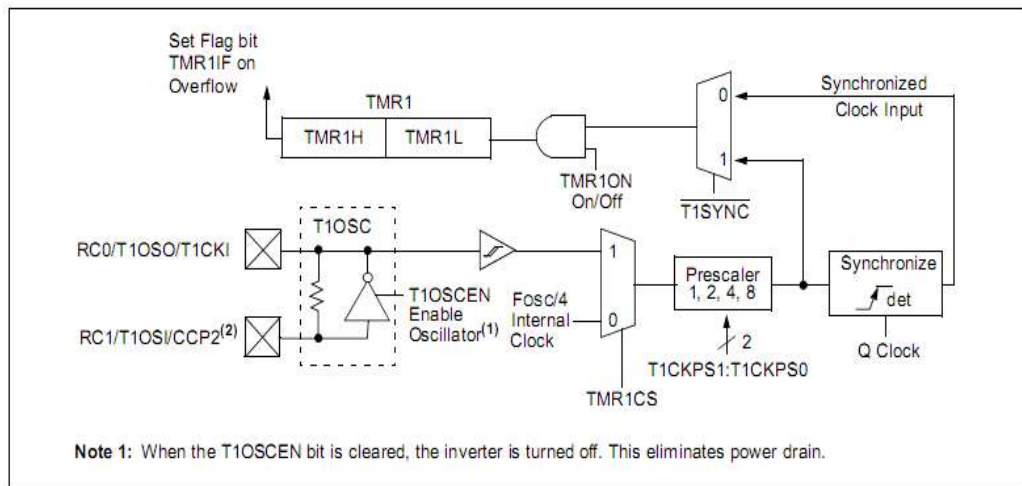 Set Flag bit
TMR1IF on
Overflow
TMR1
TMR1H
TMR1L
TMR1ON
On/Off
0
1
T1SYNC
Synchronized
Clock Input
T1OSC
RC0/T1OSO/T1CKI
RC1/T1OSI/CCP2(2)
T1OSCEN
Enable
Oscillator(1)
Fosc/4
Internal
Clock
1
0
TMR1CS
Prescaler
1, 2, 4, 8
2
T1CKPS1:T1CKPS0
Synchronize
det
Q Clock
Note 1: When the T1OSCEN bit is cleared, the inverter is turned off. This eliminates power drain.